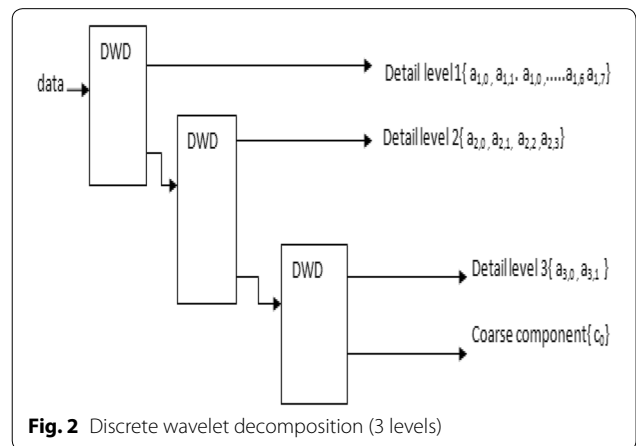 DWD
data
Detail level 1{ a1,0 , a1,1, a1,0 ,.....a1,6 a1,7}
DWD
Detail level 2{ a2,0 , a2,1, a2,2 ,a2,3}
DWD
Detail level 3{ a3,0 , a3,1 }
Coarse component{ c0}
Fig. 2 Discrete wavelet decomposition (3 levels)